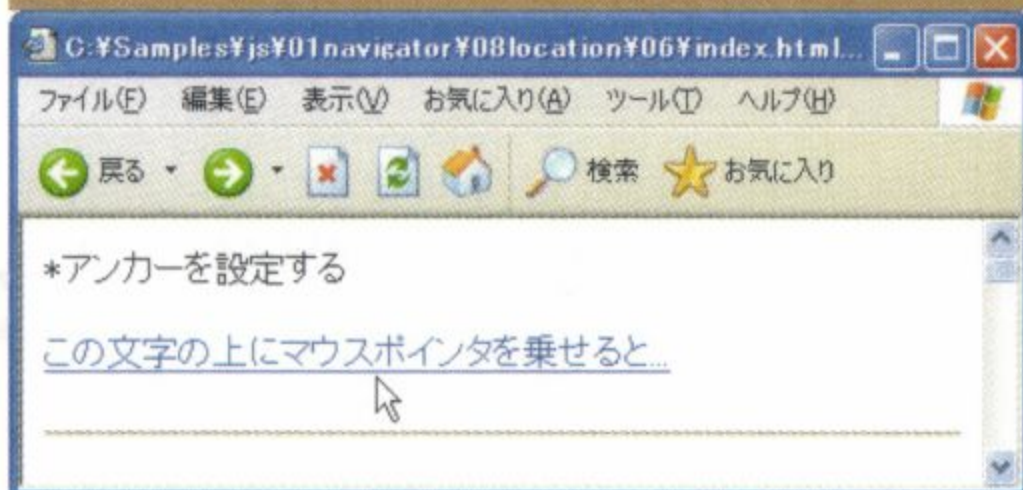 C:¥Samples¥js¥01navigator¥08location¥06¥index.html...
ファイル(F) 編集(E) 表示(V) お気に入り(A) ツール(T) ヘルプ(H)
戻る 検索 お気に入り
*アンカーを設定する
この文字の上にマウスポインタを乗せると...